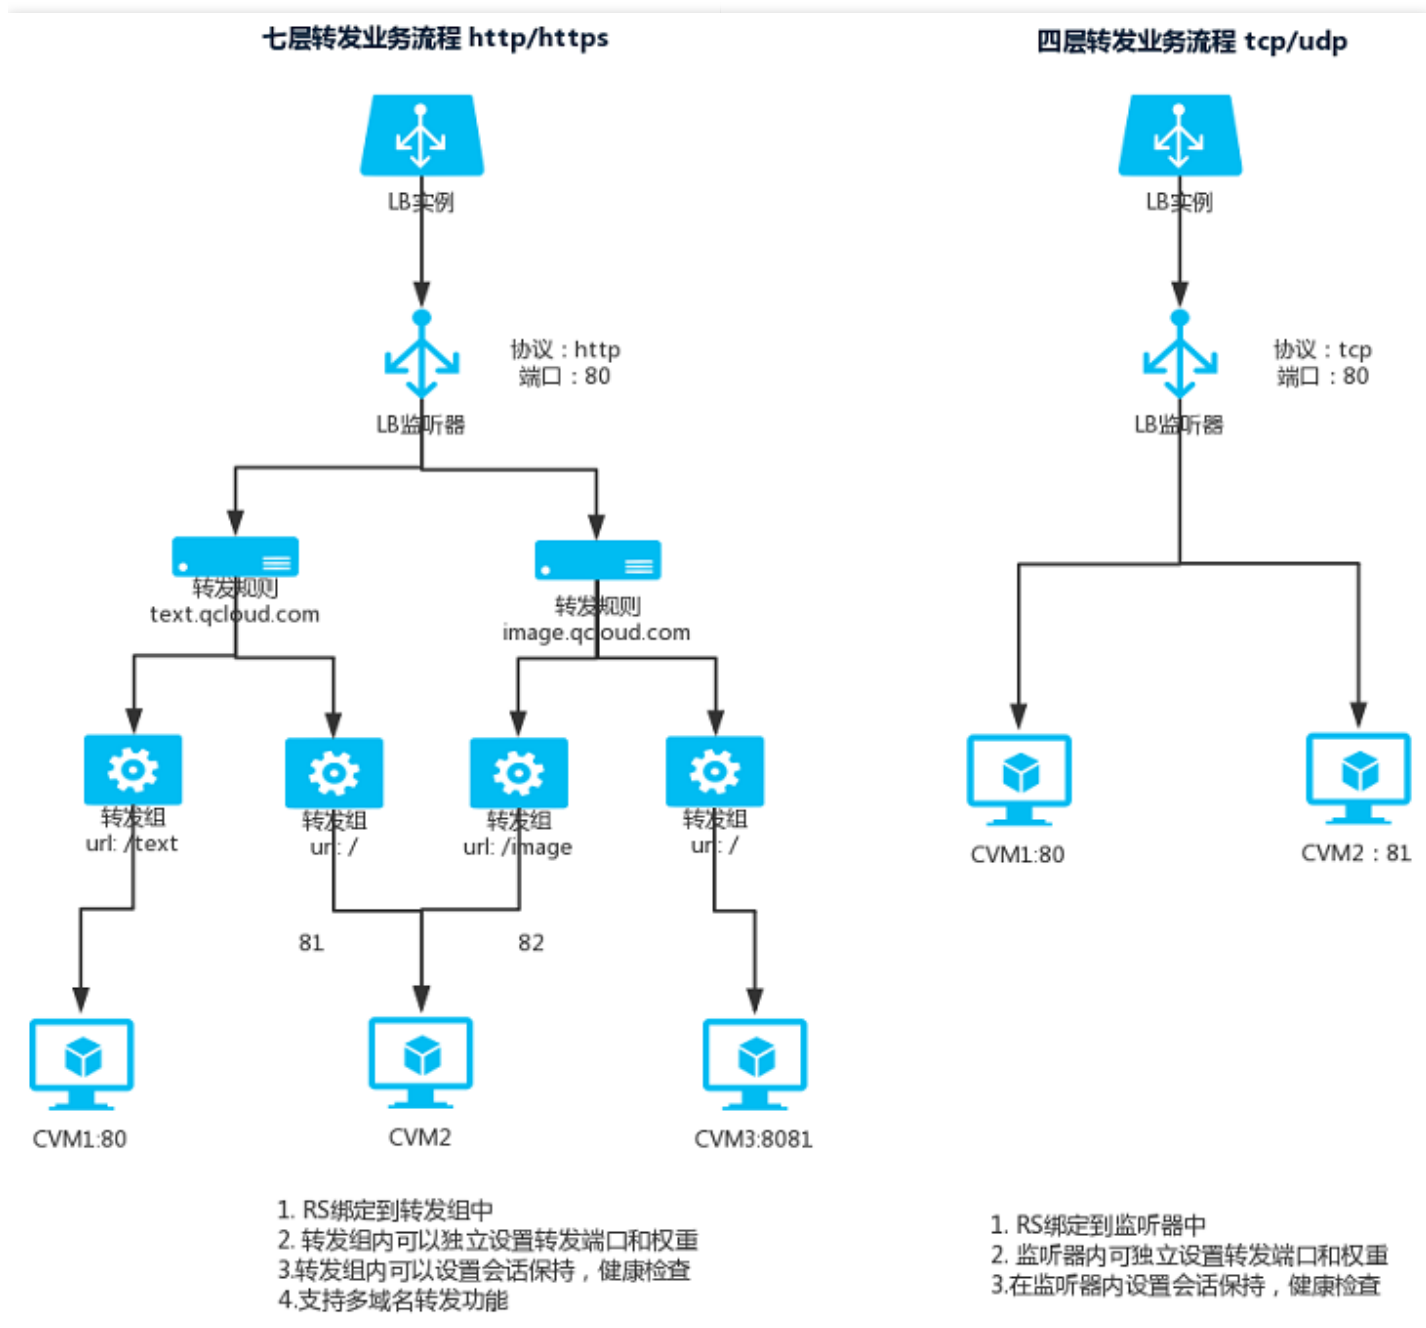 七层转发业务流程 http/https
LB实例
协议：http
端口：80
LB监听器
转发规则
text.qcloud.com
转发规则
image.qcloud.com
转发组
url: /text
转发组
url: /
转发组
url: /image
转发组
url: /
81
82
CVM1:80
CVM2
CVM3:8081
1. RS绑定到转发组中
2. 转发组内可以独立设置转发端口和权重
3.转发组内可以设置会话保持，健康检查
4.支持多域名转发功能
四层转发业务流程 tcp/udp
LB实例
协议：tcp
端口：80
LB监听器
CVM1:80
CVM2：81
1. RS绑定到监听器中
2. 监听器内可独立设置转发端口和权重
3.在监听器内设置会话保持，健康检查